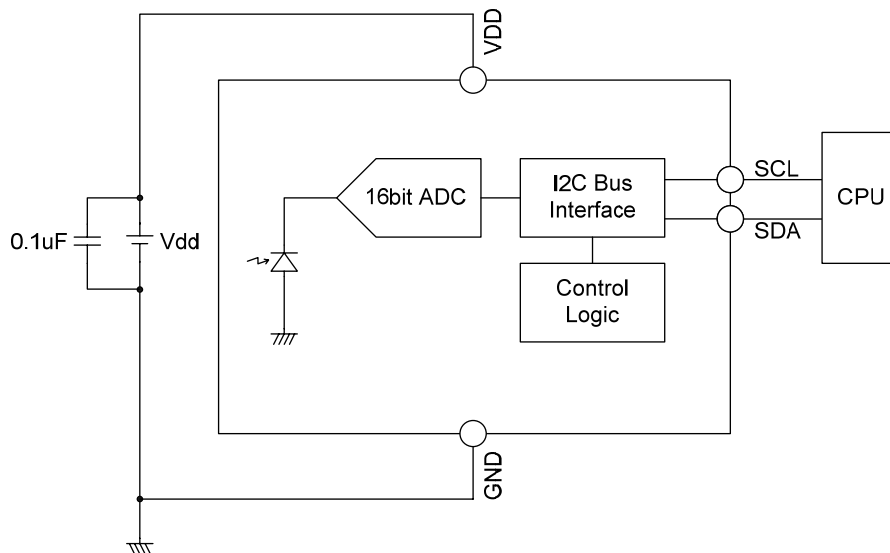 VDD
16bit ADC
I2C Bus
Interface
SCL
SDA
CPU
0.1uF
Vdd
Control
Logic
GND